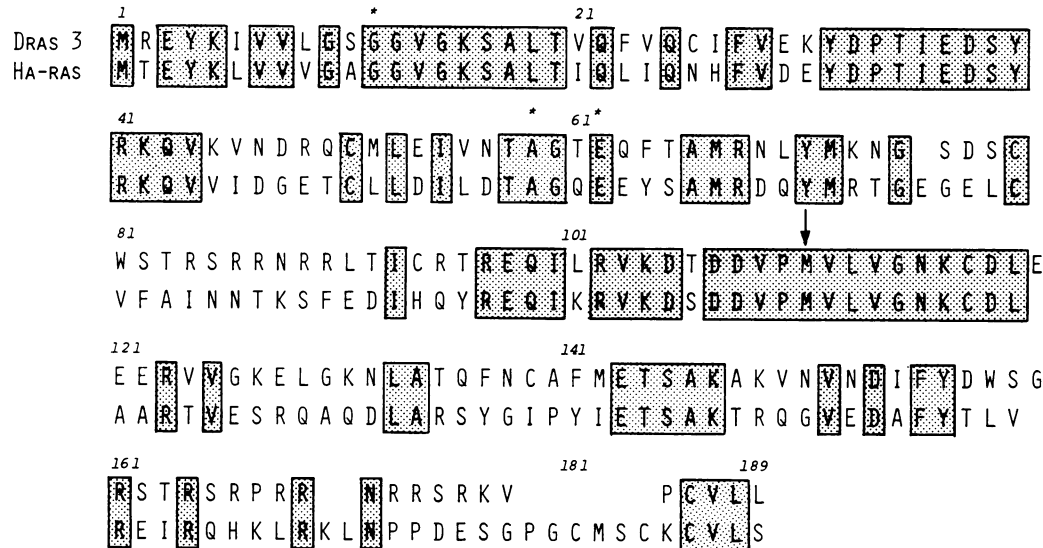 1 * 21
DRAS 3 M R E Y K I V V L G S G G V G K S A L T V Q F V Q C I F V E K Y D P T I E D S Y
HA-RAS M T E Y K L V V V G A G G V G K S A L T I Q L I Q N H F V D E Y D P T I E D S Y
41 * 61 *
R K Q V K V N D R Q C M L E I V N T A G T E Q F T A M R N L Y M K N G S D S C
R K Q V V I D G E T C L L D I L D T A G Q E E Y S A M R D Q Y M R T G E G E L C
81 101
W S T R S R R N R R L T I C R T R E Q I L R V K D T D D V P M V L V G N K C D L E
V F A I N N T K S F E D I H Q Y R E Q I K R V K D S D D V P M V L V G N K C D L
121 141
E E R V V G K E L G K N L A T Q F N C A F M E T S A K A K V N V N D I F Y D W S G
A A R T V E S R Q A Q D L A R S Y G I P Y I E T S A K T R Q G V E D A F Y T L V
161 181 189
R S T R S R P R R N R R S R K V P C V L L
R E I R Q H K L R K L N P P D E S G P G C M S C K C V L S